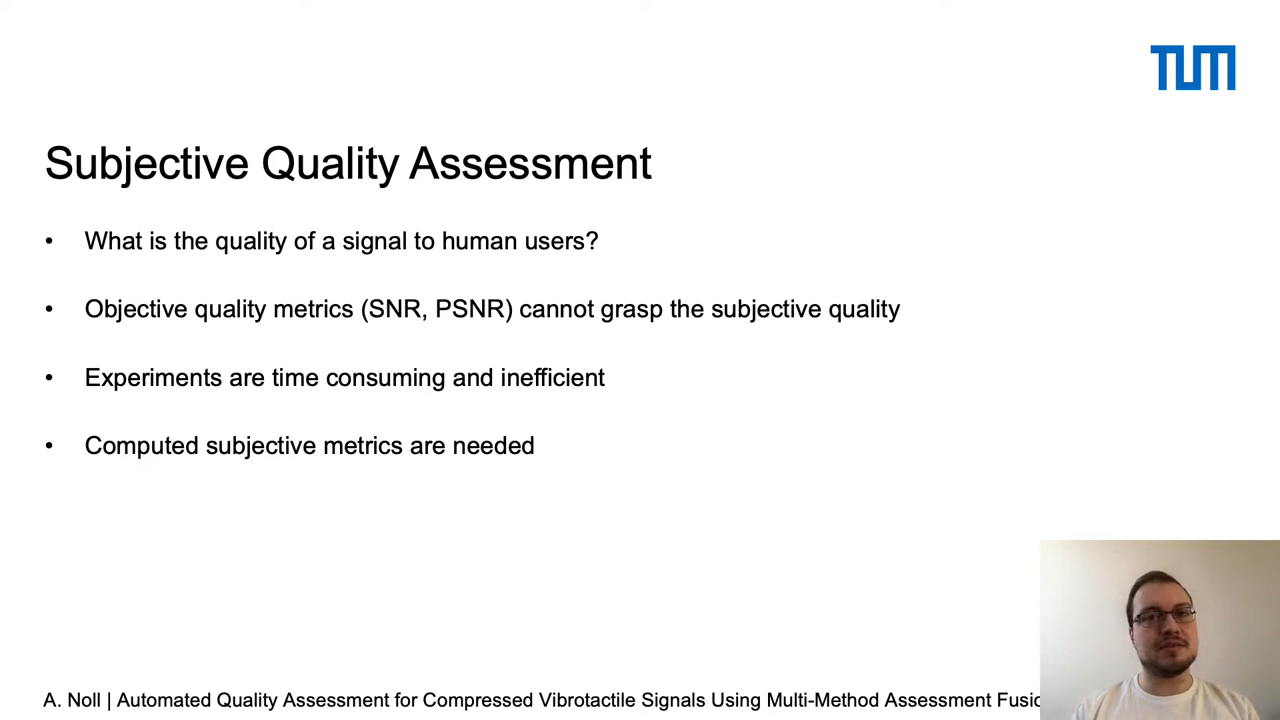 TUM
Subjective Quality Assessment
• What is the quality of a signal to human users?
• Objective quality metrics (SNR, PSNR) cannot grasp the subjective quality
• Experiments are time consuming and inefficient
• Computed subjective metrics are needed
A. Noll | Automated Quality Assessment for Compressed Vibrotactile Signals Using Multi-Method Assessment